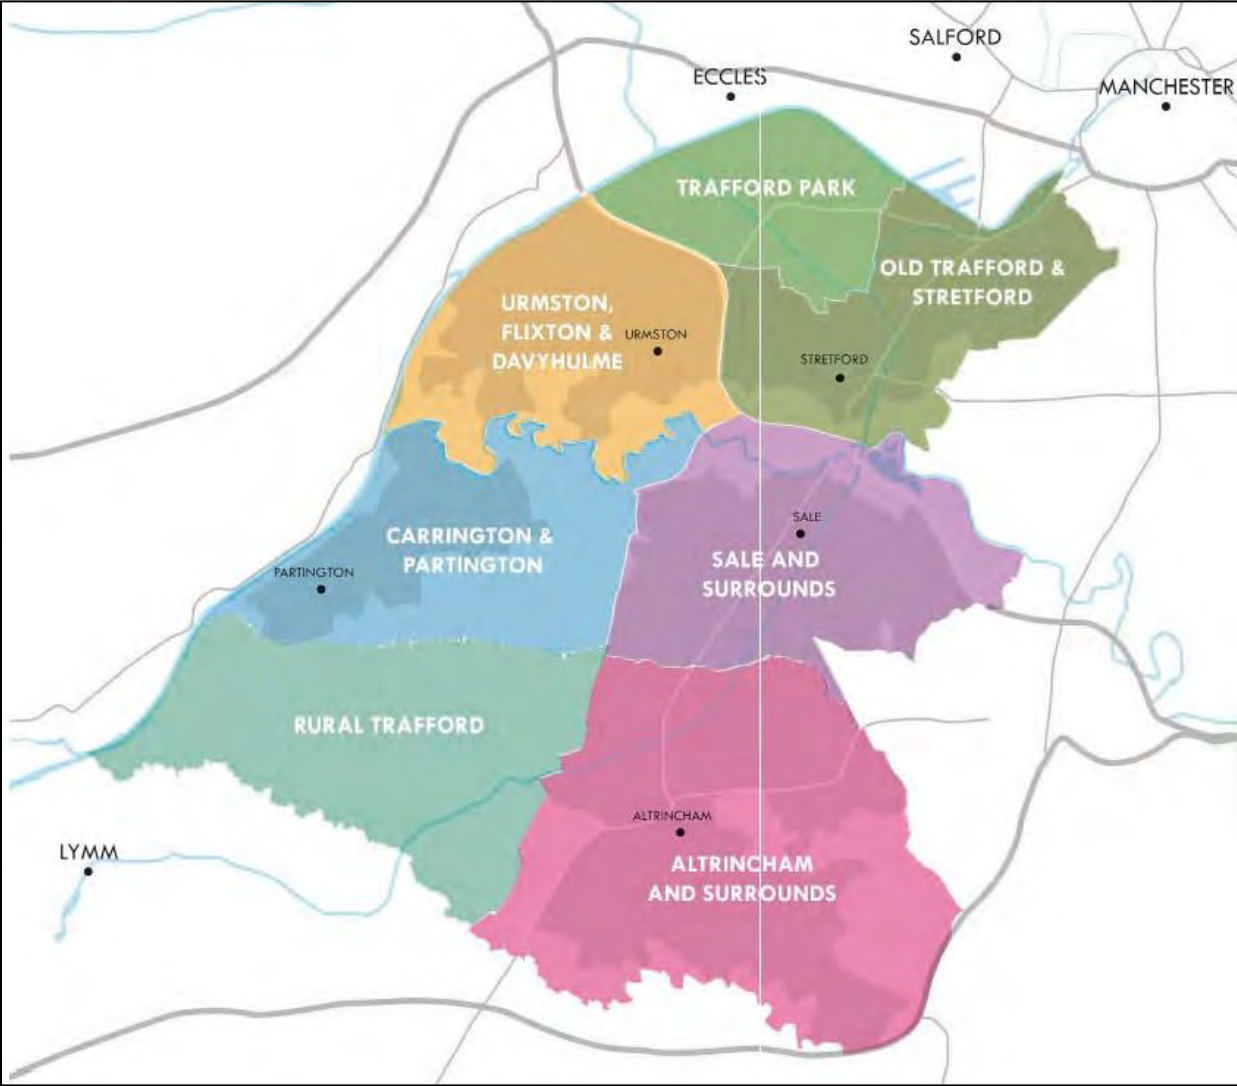 SALFORD
ECCLES
MANCHESTER
TRAFFORD PARK
OLD TRAFFORD &
STRETFORD
URMSTON,
FLIXTON &
DAVYHULME
URMSTON
STRETFORD
SALE
CARRINGTON &
PARTINGTON
SALE AND
SURROUNDS
PARTINGTON
RURAL TRAFFORD
ALTRINCHAM
LYMM
ALTRINCHAM
AND SURROUNDS